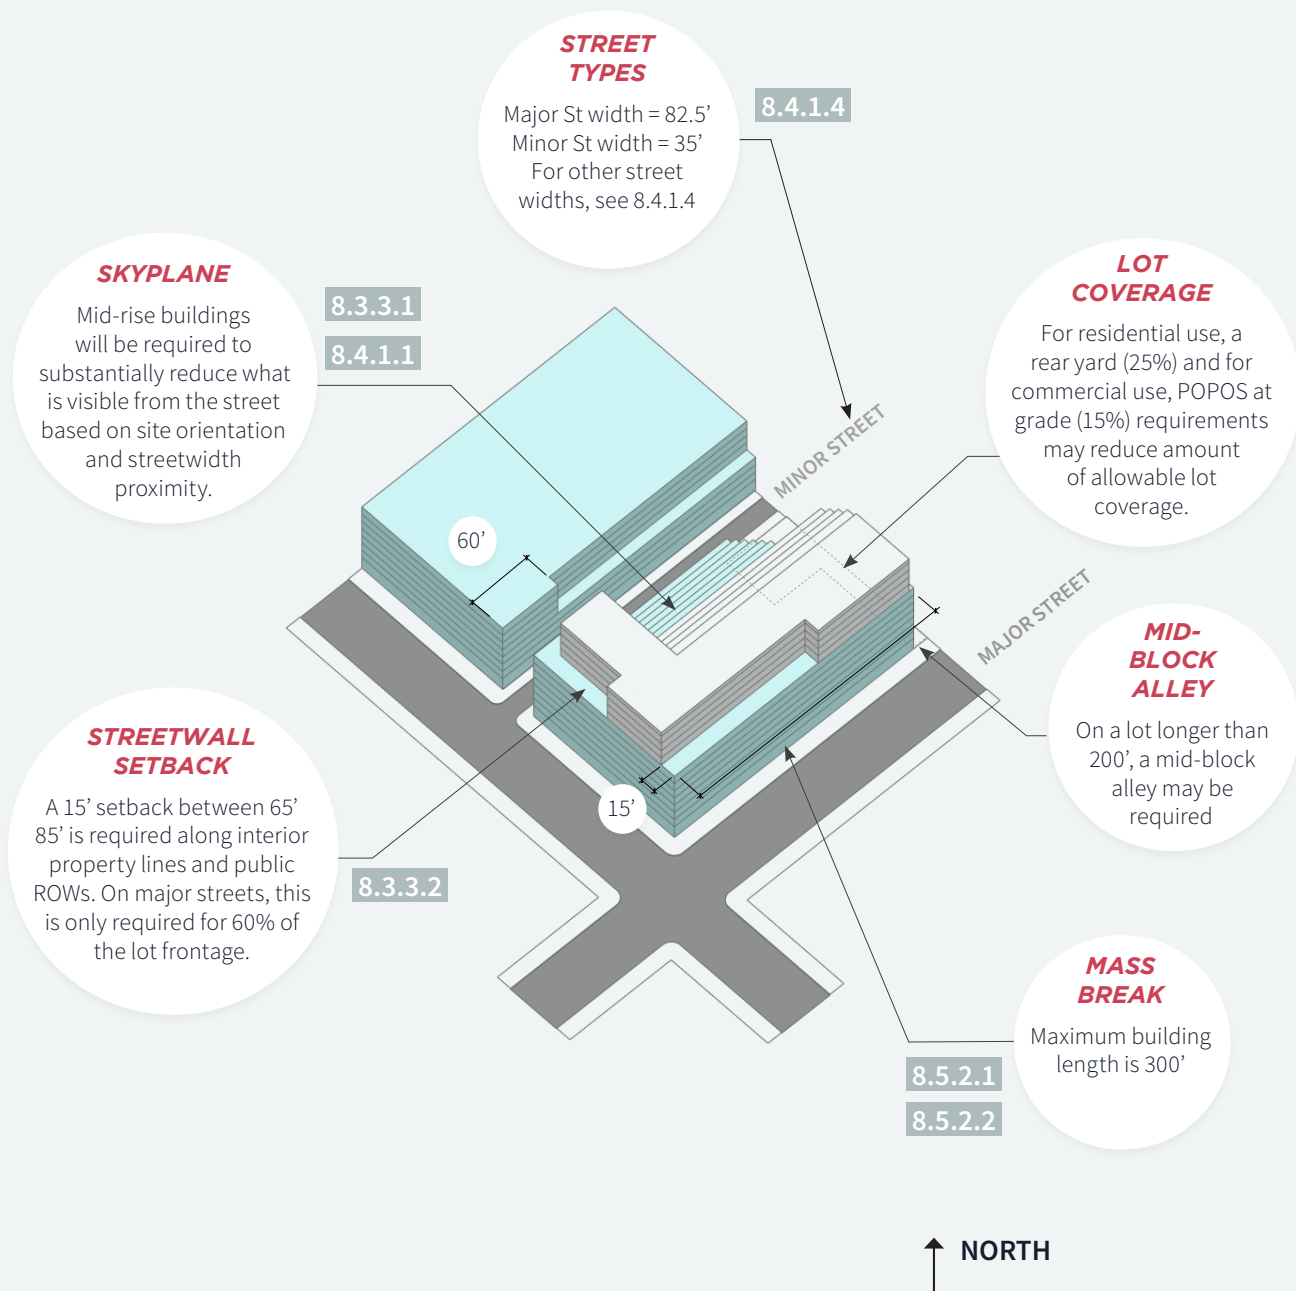 STREET
TYPES
Major St width = 82.5’
Minor St width = 35’
For other street
widths, see 8.4.1.4
8.4.1.4
SKYPLANE
Mid-rise buildings
will be required to
substantially reduce what
is visible from the street
based on site orientation
and streetwidth
proximity.
8.3.3.1
8.4.1.1
LOT
COVERAGE
For residential use, a
rear yard (25%) and for
commercial use, POPOS at
grade (15%) requirements
may reduce amount
of allowable lot
coverage.
MINOR STREET
60’
MAJOR STREET
MID-
BLOCK
ALLEY
On a lot longer than
200’, a mid-block
alley may be
required
STREETWALL
SETBACK
A 15’ setback between 65’
85’ is required along interior
property lines and public
ROWs. On major streets, this
is only required for 60% of
the lot frontage.
15’
8.3.3.2
MASS
BREAK
Maximum building
length is 300’
8.5.2.1
8.5.2.2
NORTH